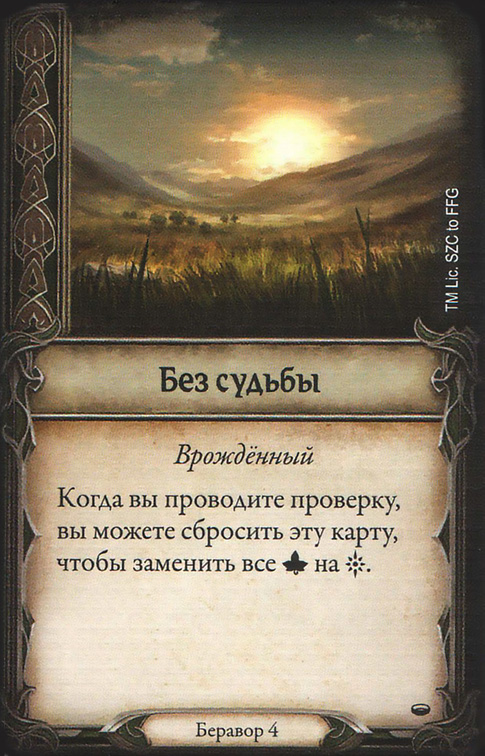 TM Lic. SZC to FFG
Без судьбы
Врождённый
Когда вы проводите проверку,
вы можете сбросить эту карту,
чтобы заменить все на.
Беравор 4